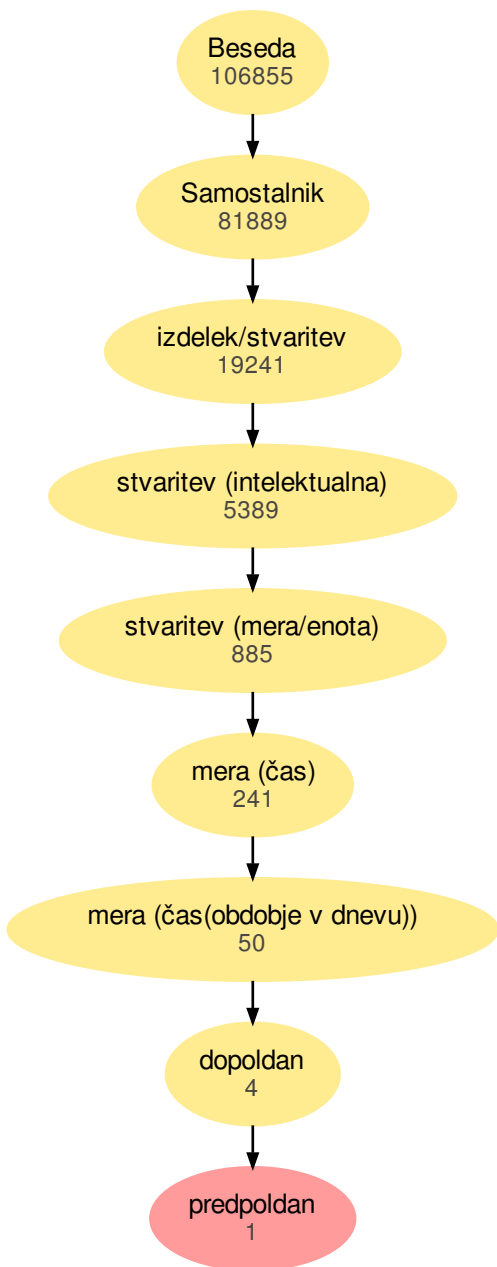 Beseda
106855
Samostalnik
81889
izdelek/stvaritev
19241
stvaritev (intelektualna)
5389
stvaritev (mera/enota)
885
mera (čas)
241
mera (čas(obdobje v dnevu))
50
dopoldan
4
predpoldan
1